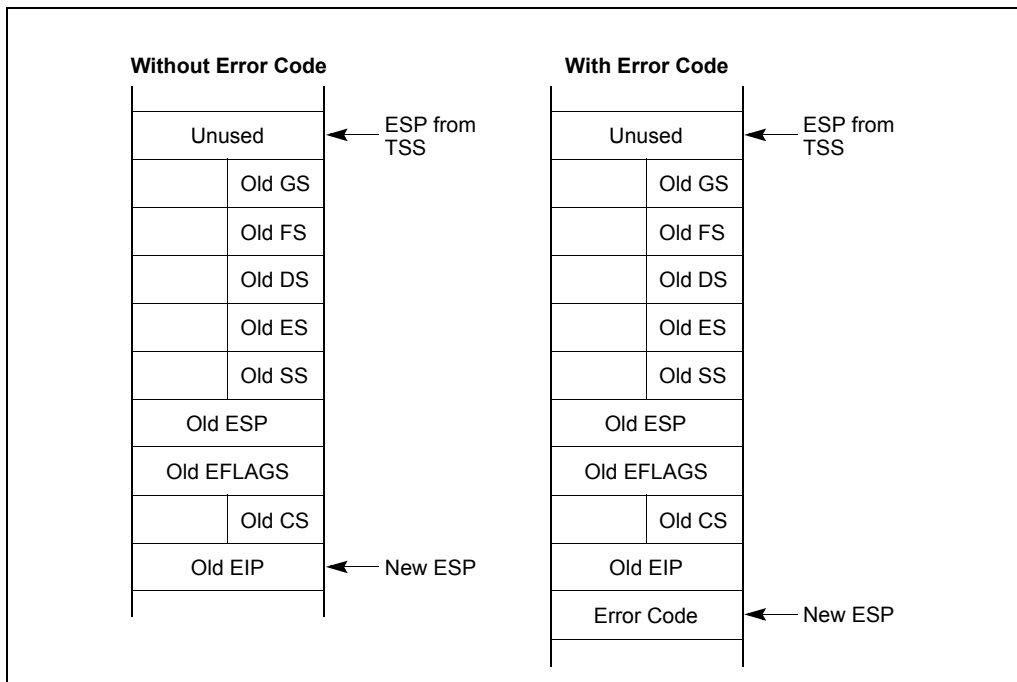 Without Error Code
Unused
ESP from
TSS
Old GS
Old FS
Old DS
Old ES
Old SS
Old ESP
Old EFLAGS
Old CS
Old EIP
New ESP
With Error Code
Unused
ESP from
TSS
Old GS
Old FS
Old DS
Old ES
Old SS
Old ESP
Old EFLAGS
Old CS
Old EIP
Error Code
New ESP